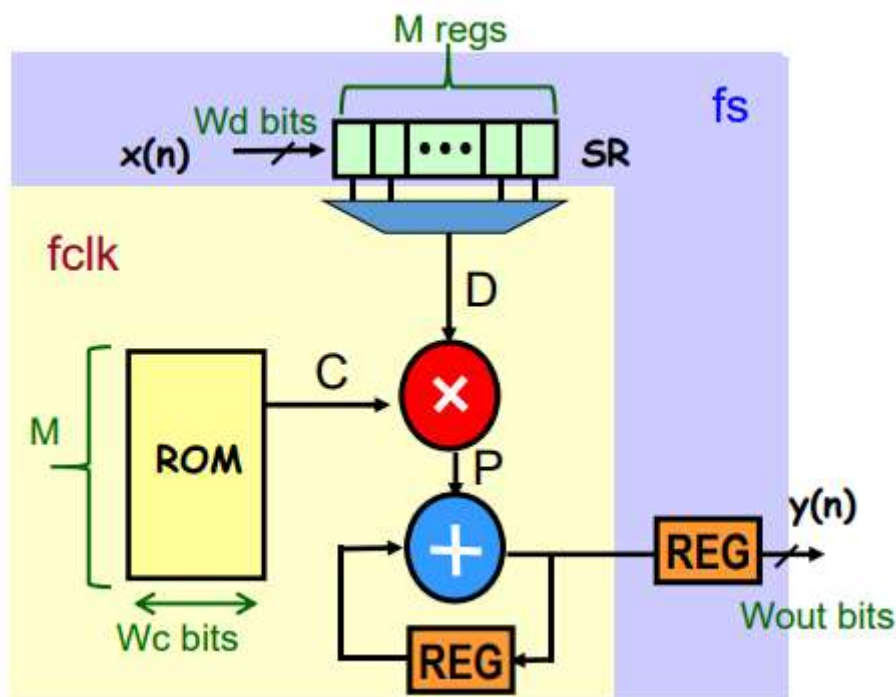 M regs
fs
Wd bits
x(n)
SR
fclk
D
C
×
M
ROM
P
+
y(n)
REG
REG
Wc bits
Wout bits